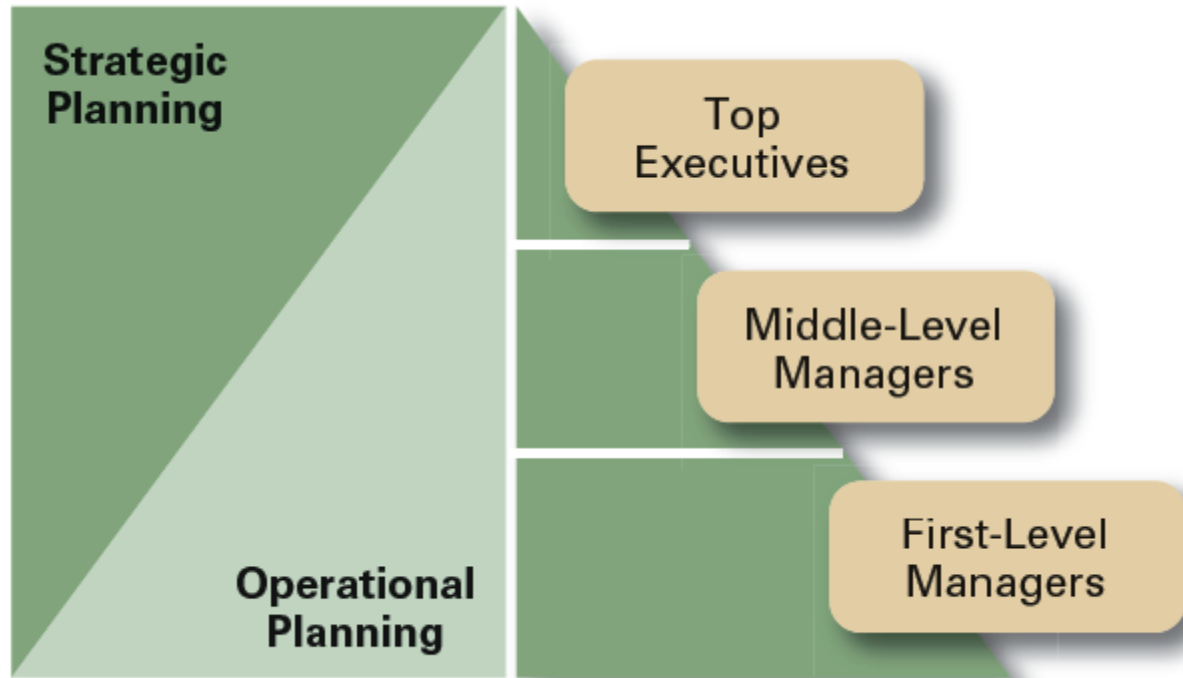 Strategic
Planning
Top
Executives
Middle-Level
Managers
First-Level
Managers
Operational
Planning